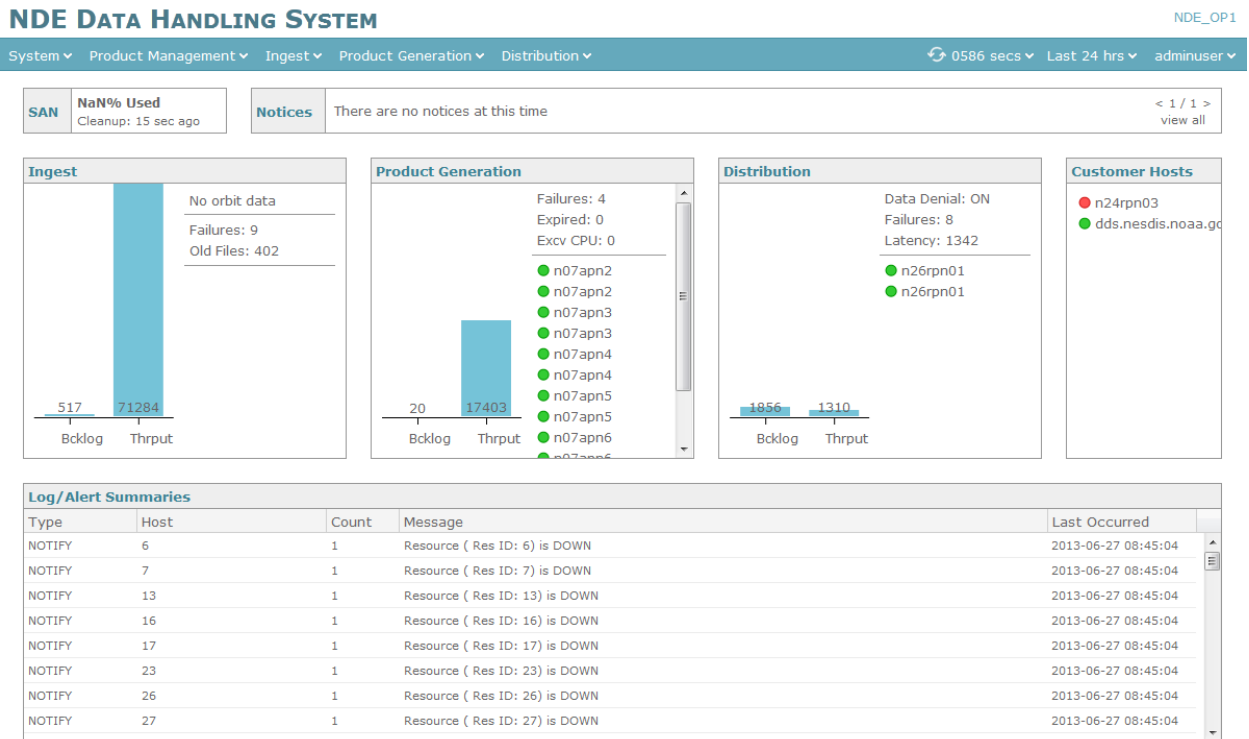 NDE DATA HANDLING SYSTEM
NDE_OP1
System Product Management Ingest Product Generation Distribution 0586 secs Last 24 hrs adminuser
SAN
NaN% Used
Cleanup: 15 sec ago
Notices
There are no notices at this time
< 1 / 1 >
view all
Ingest
No orbit data
Failures: 9
Old Files: 402
517 71284
Bcklog Thrput
Product Generation
Failures: 4
Expired: 0
Excv CPU: 0
n07apn2
n07apn2
n07apn3
n07apn3
n07apn4
n07apn4
n07apn5
n07apn5
n07apn6
n07apn6
20 17403
Bcklog Thrput
Distribution
Data Denial: ON
Failures: 8
Latency: 1342
n26rpn01
n26rpn01
1856 1310
Bcklog Thrput
Customer Hosts
n24rpn03
dds.nesdis.noaa.gc
Log/Alert Summaries
Type Host Count Message Last Occurred
NOTIFY 6 1 Resource ( Res ID: 6) is DOWN 2013-06-27 08:45:04
NOTIFY 7 1 Resource ( Res ID: 7) is DOWN 2013-06-27 08:45:04
NOTIFY 13 1 Resource ( Res ID: 13) is DOWN 2013-06-27 08:45:04
NOTIFY 16 1 Resource ( Res ID: 16) is DOWN 2013-06-27 08:45:04
NOTIFY 17 1 Resource ( Res ID: 17) is DOWN 2013-06-27 08:45:04
NOTIFY 23 1 Resource ( Res ID: 23) is DOWN 2013-06-27 08:45:04
NOTIFY 26 1 Resource ( Res ID: 26) is DOWN 2013-06-27 08:45:04
NOTIFY 27 1 Resource ( Res ID: 27) is DOWN 2013-06-27 08:45:04